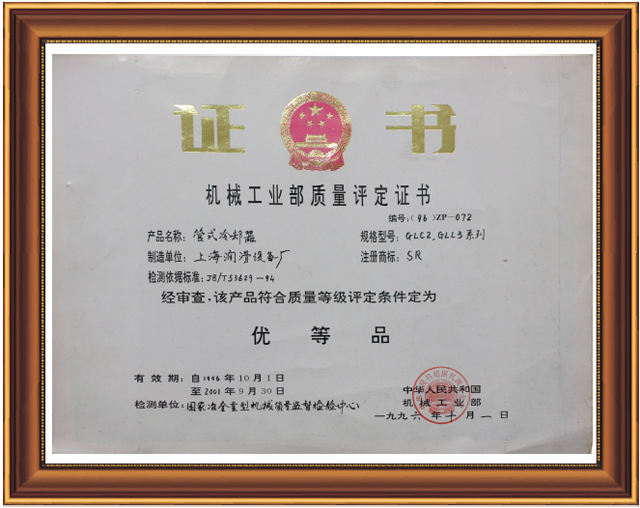 证书
机械工业部质量评定证书
编号:(96)ZP-072
产品名称: 管式冷却器 规格型号: GLC2、GLL3系列
制造单位: 上海润滑设备厂 注册商标: SR
检测依据标准: JB/TS3629-94
经审查,该产品符合质量等级评定条件定为
优等品
有效期:自1996年10月1日
至2001年9月30日
中华人民共和国
检测单位:国家冶金重型机械质量监督检验中心 机械工业部
一九九六年十月一日